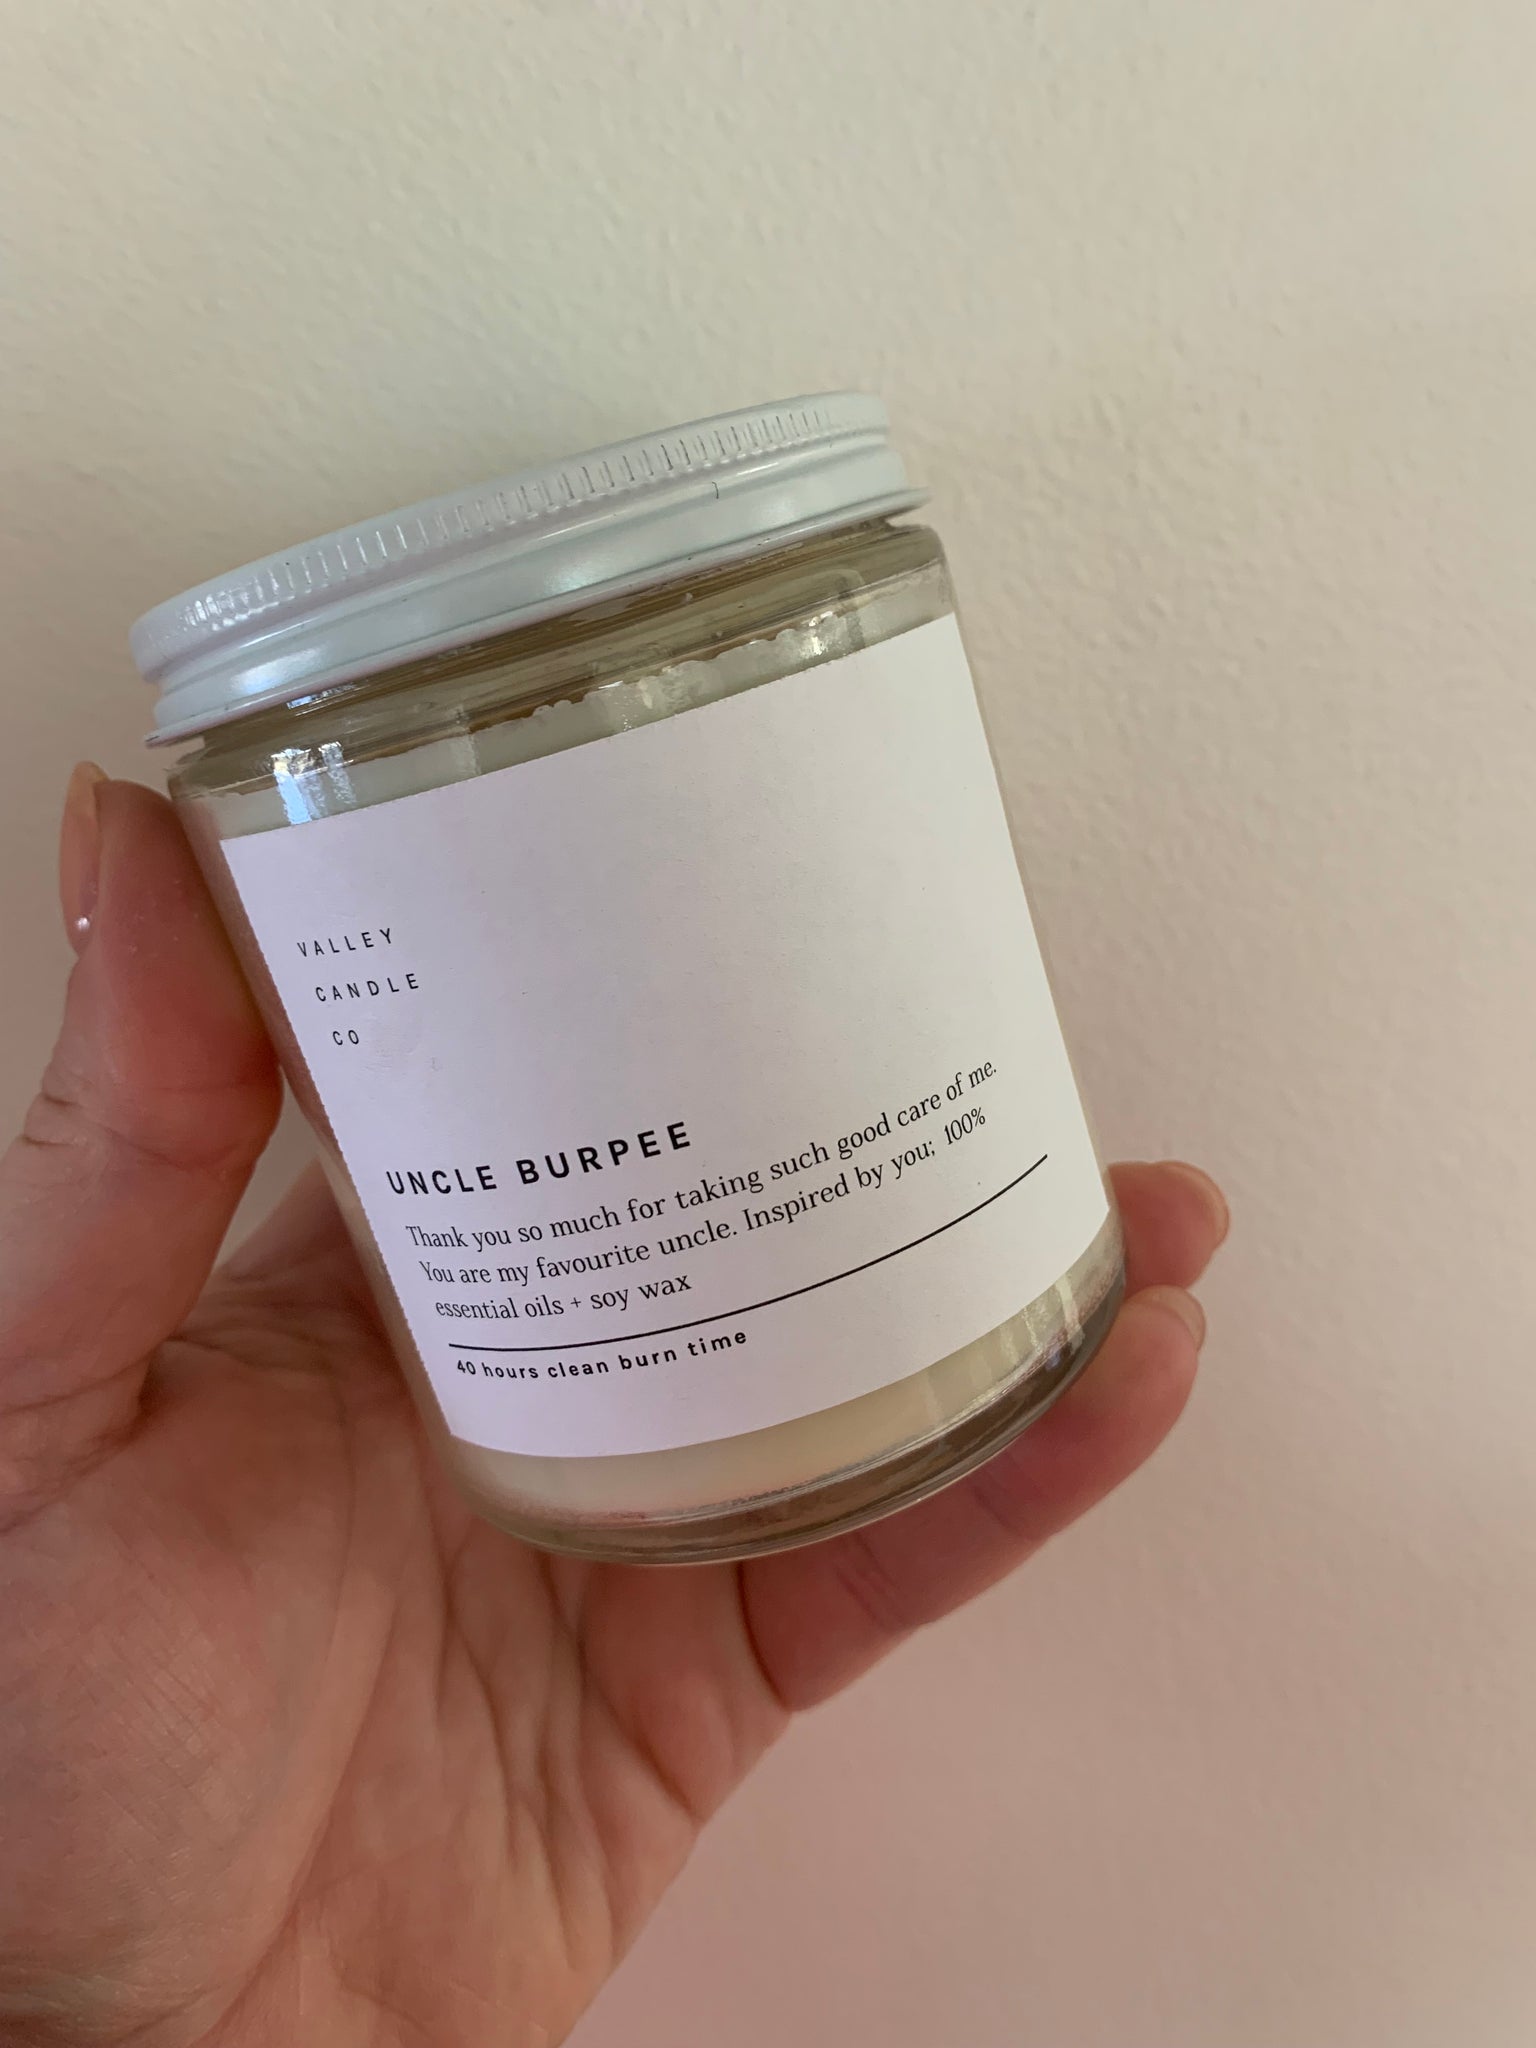 VALLEY
CANDLE
CO
UNCLE BURPEE
Thank you so much for taking such good care of me.
You are my favourite uncle. Inspired by you; 100%
essential oils + soy wax
40 hours clean burn time